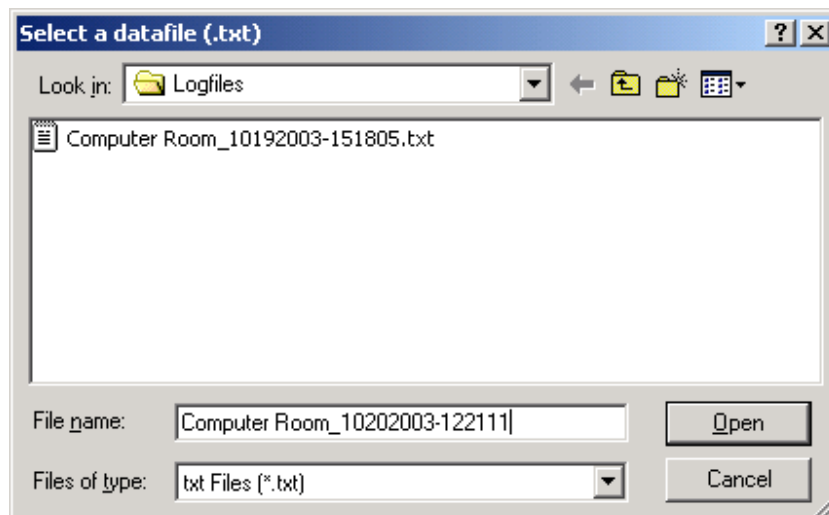 Select a datafile (.txt)
Look in: Logfiles
Computer Room_10192003-151805.txt
File name: Computer Room_10202003-122111 Open
Files of type: txt Files (*.txt) Cancel